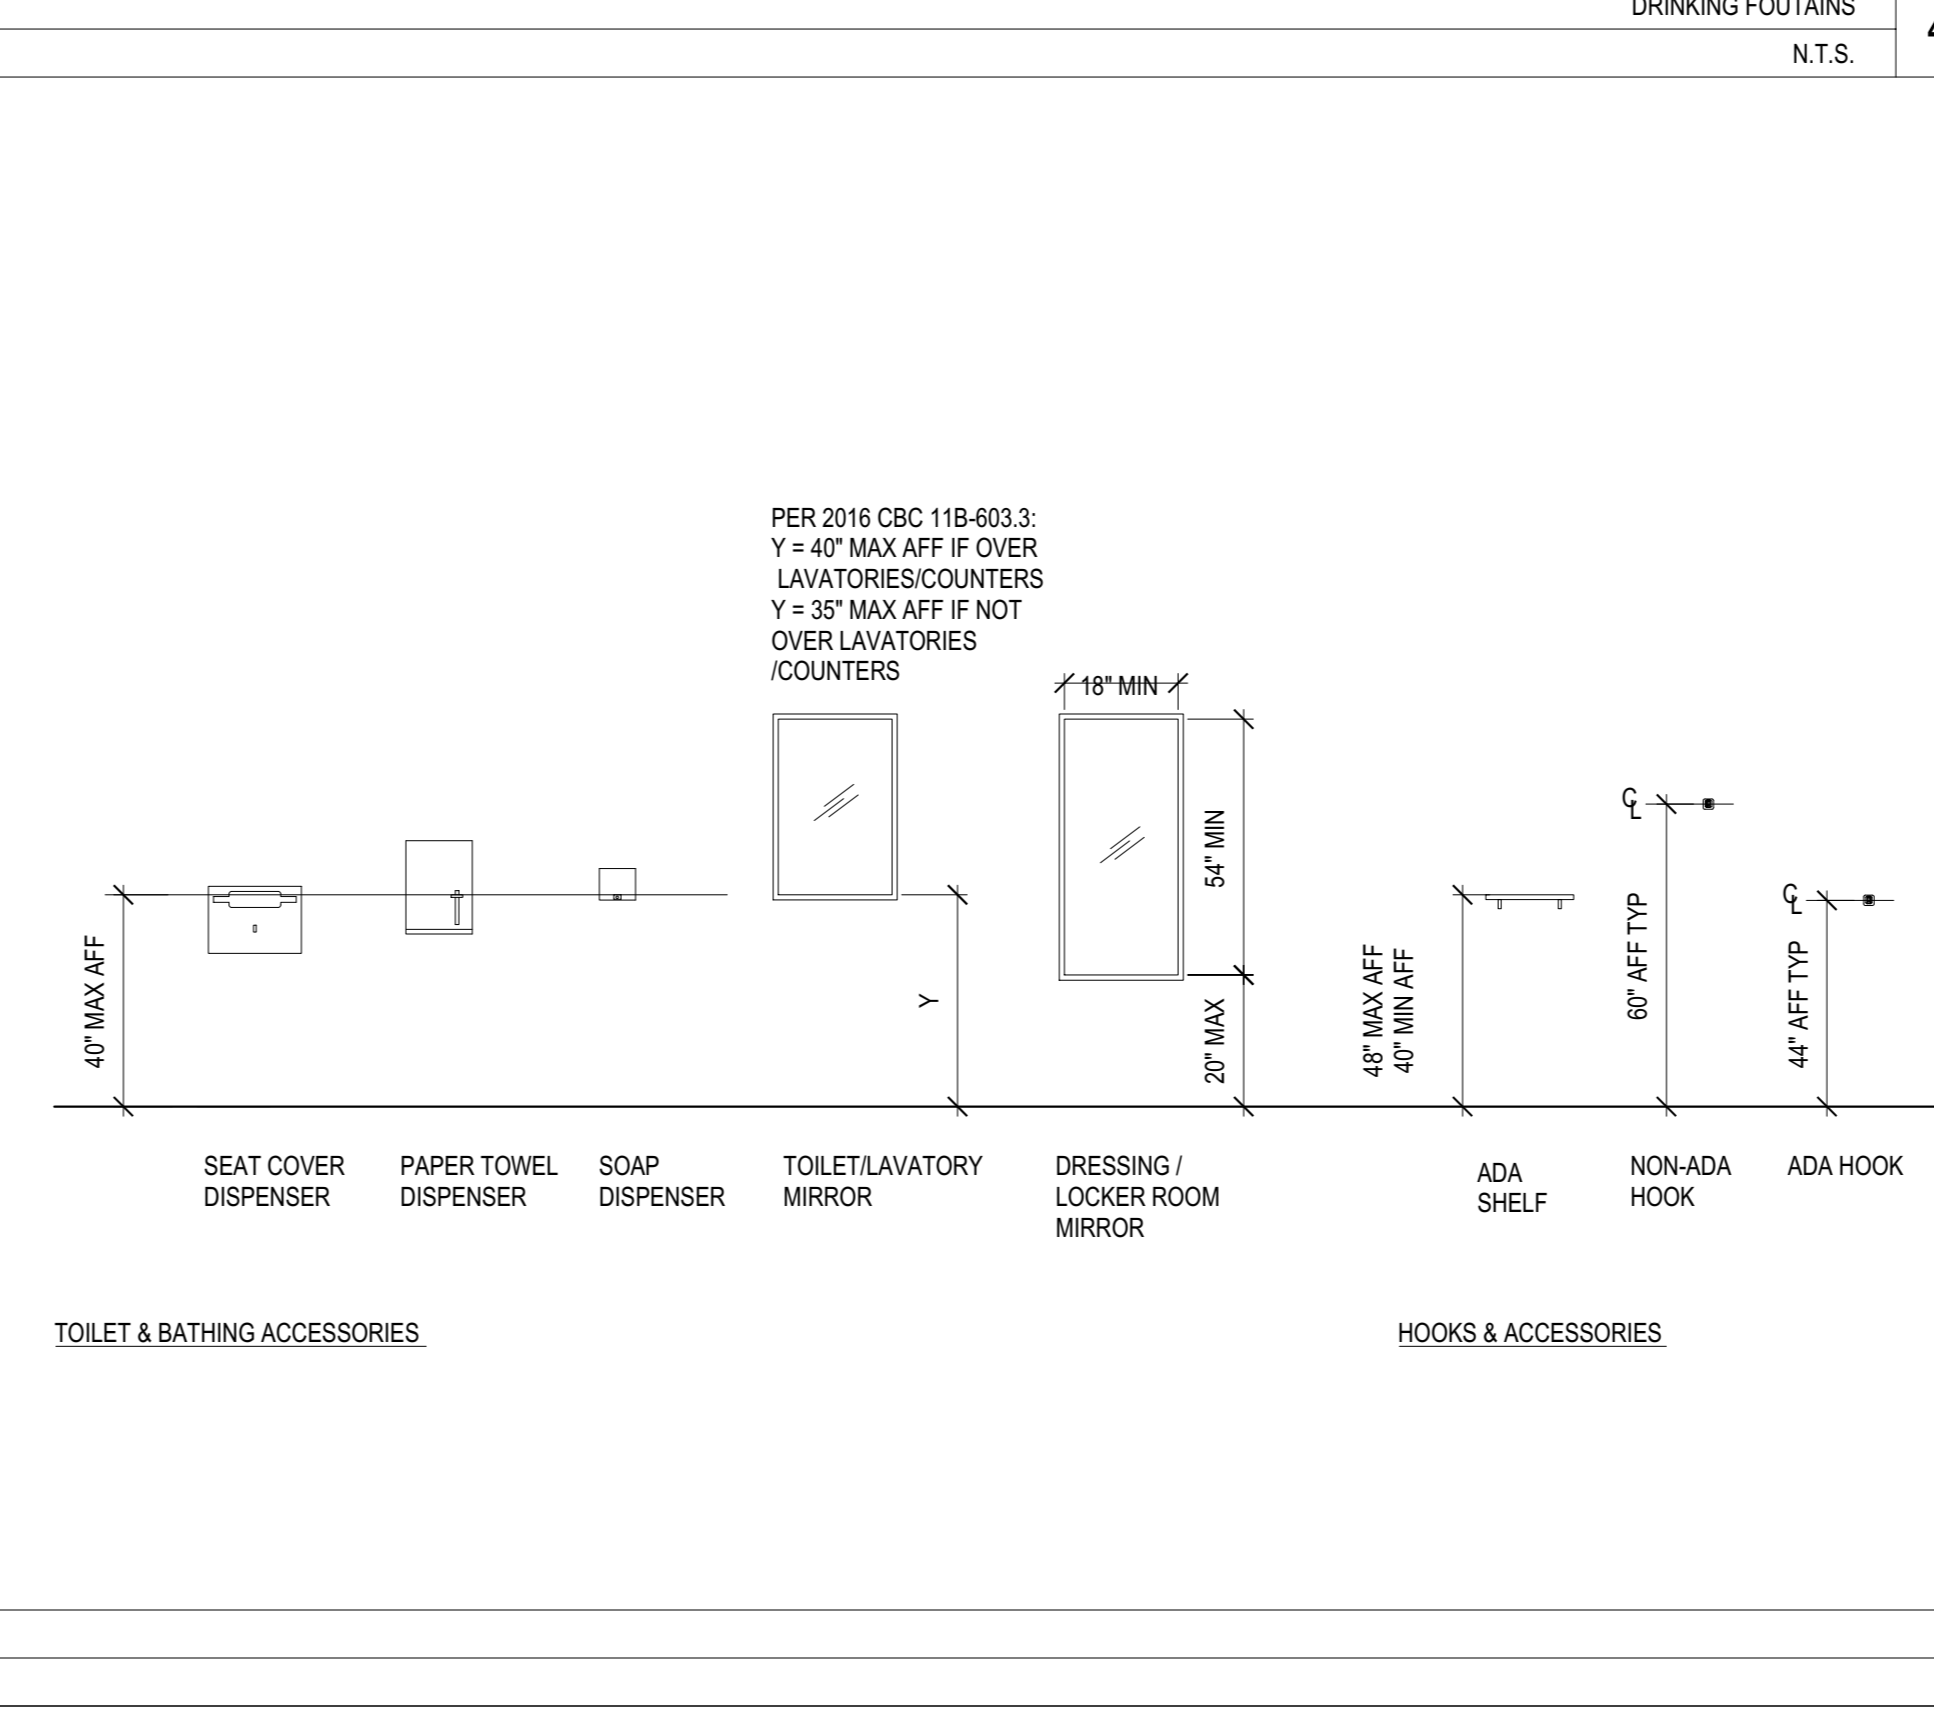 DRINKING FOUTAINS
N.T.S.
PER 2016 CBC 11B-603.3:
Y = 40" MAX AFF IF OVER
LAVATORIES/COUNTERS
Y = 35" MAX AFF IF NOT
OVER LAVATORIES
/COUNTERS
18" MIN
54" MIN
20" MAX
40" MAX AFF
Y
48" MAX AFF
40" MIN AFF
CL
60" AFF TYP
CL
44" AFF TYP
SEAT COVER
DISPENSER
PAPER TOWEL
DISPENSER
SOAP
DISPENSER
TOILET/LAVATORY
MIRROR
DRESSING /
LOCKER ROOM
MIRROR
ADA
SHELF
NON-ADA
HOOK
ADA HOOK
TOILET & BATHING ACCESSORIES
HOOKS & ACCESSORIES